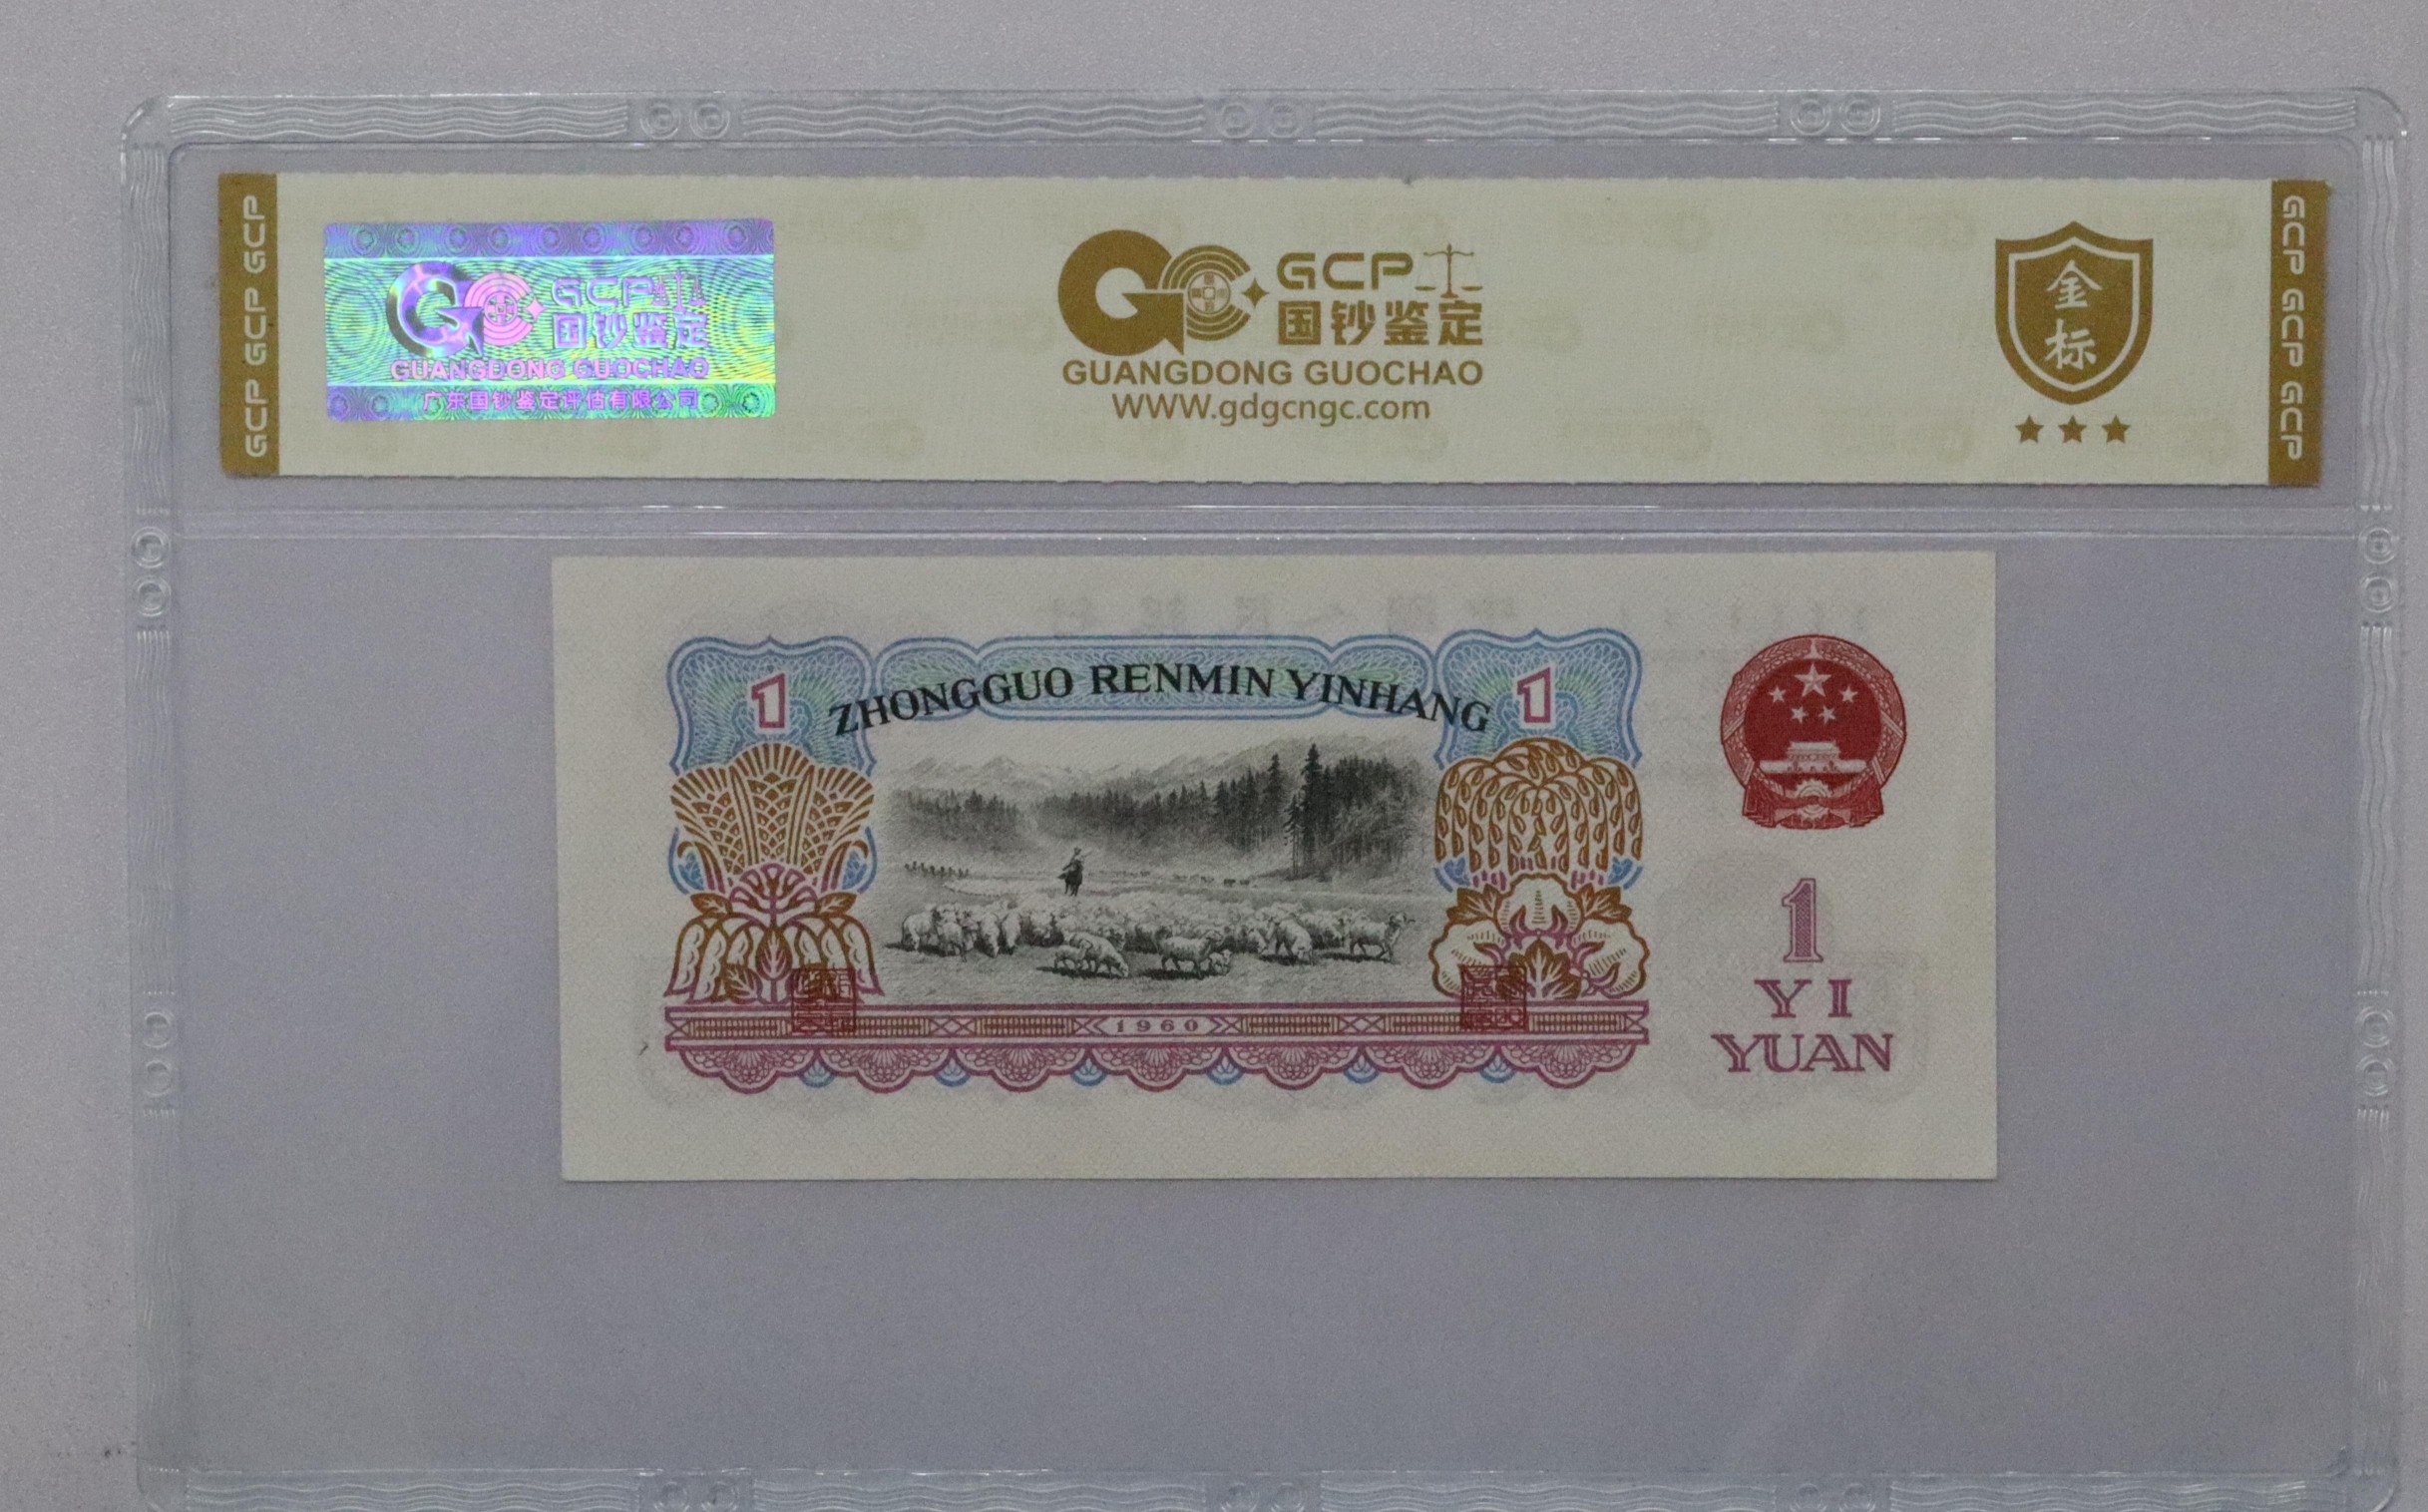 GCP GCP GCP
GCP
国钞鉴定
GUANGDONG GUOCHAO
广东国钞鉴定评估有限公司
GCP
国钞鉴定
GUANGDONG GUOCHAO
WWW.gdgcngc.com
金
标
GCP GCP GCP
1
ZHONGGUO RENMIN YINHANG
1
1
YI
YUAN
1960